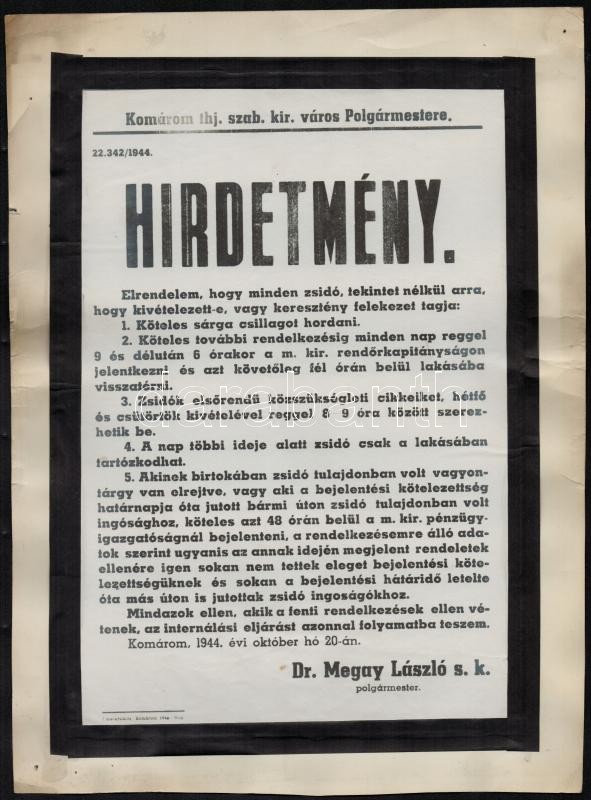 Komárom thj. szab. kir. város Polgármestere.
22.342/1944.
HIRDETMÉNY.
Elrendelem, hogy minden zsidó, tekintet nélkül arra,
hogy kivételezett-e, vagy keresztény felekezet tagja:
1. Köteles sárga csillagot hordani.
2. Köteles további rendelkezésig minden nap reggel
9 és délután 6 órakor a m. kir. rendőrkapitányságon
jelentkezni és azt követőleg fél órán belül lakásába
visszatérni.
3. Zsidók elsőrendű közszükségleti cikkeiket, hétfő
és csütörtök kivételével reggel 8-9 óra között szerez-
hetik be.
4. A nap többi ideje alatt zsidó csak a lakásában
tartózkodhat.
5. Akinek birtokában zsidó tulajdonban volt vagyon-
tárgy van elrejtve, vagy aki a bejelentési kötelezettség
határnapja óta jutott bármi úton zsidó tulajdonban volt
ingósághoz, köteles azt 48 órán belül a m. kir. pénzügy-
igazgatóságnál bejelenteni, a rendelkezésemre álló ada-
tok szerint ugyanis az annak idején megjelent rendeletek
ellenére igen sokan nem tettek eleget bejelentési köte-
lezettségüknek és sokan a bejelentési határidő letelte
óta más úton is jutottak zsidó ingoságokhoz.
Mindazok ellen, akik a fenti rendelkezések ellen vé-
tenek, az internálási eljárást azonnal folyamatba teszem.
Komárom, 1944. évi október hó 20-án.
Dr. Megay László s. k.
polgármester.
darabanth